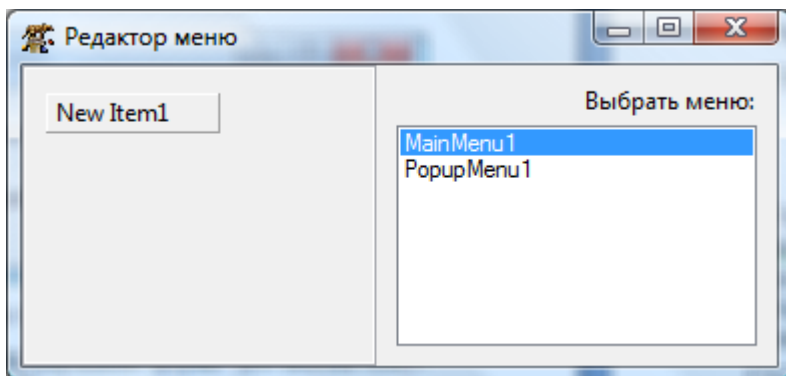 Редактор меню
New Item1
Выбрать меню:
MainMenu1
PopupMenu1